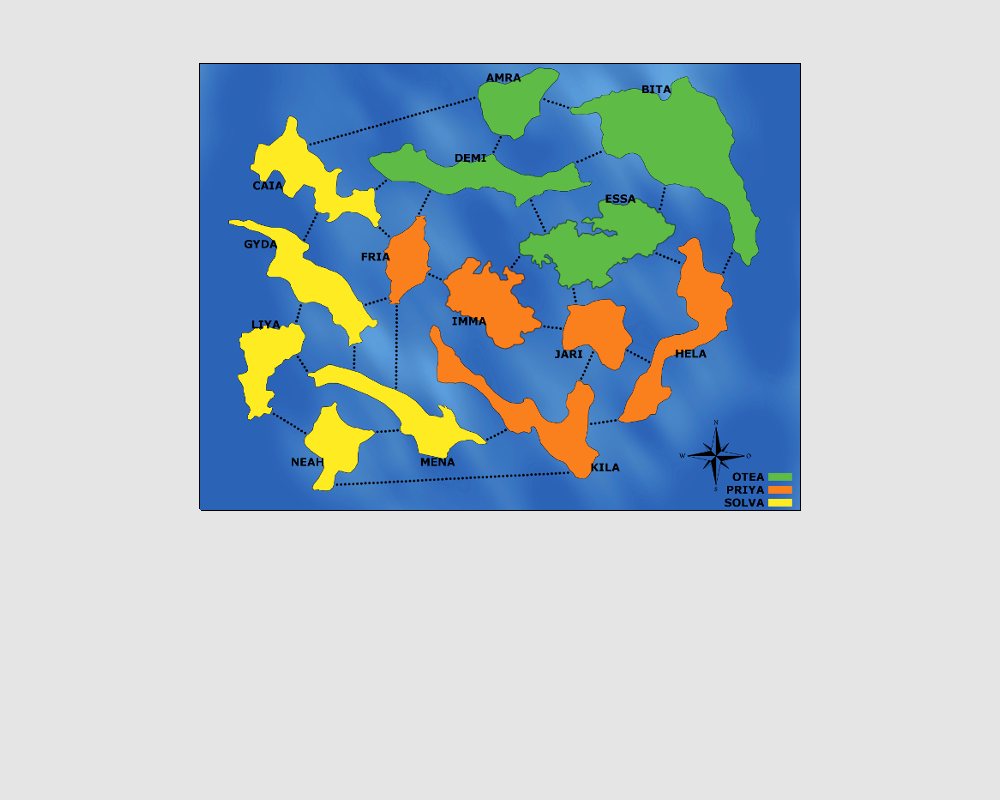 AMRA
BITA
DEMI
CAIA
ESSA
GYDA
FRIA
LIYA
IMMA
JARI
HELA
NEAH
MENA
KILA
N
W
O
S
OTEA
PRIYA
SOLVA